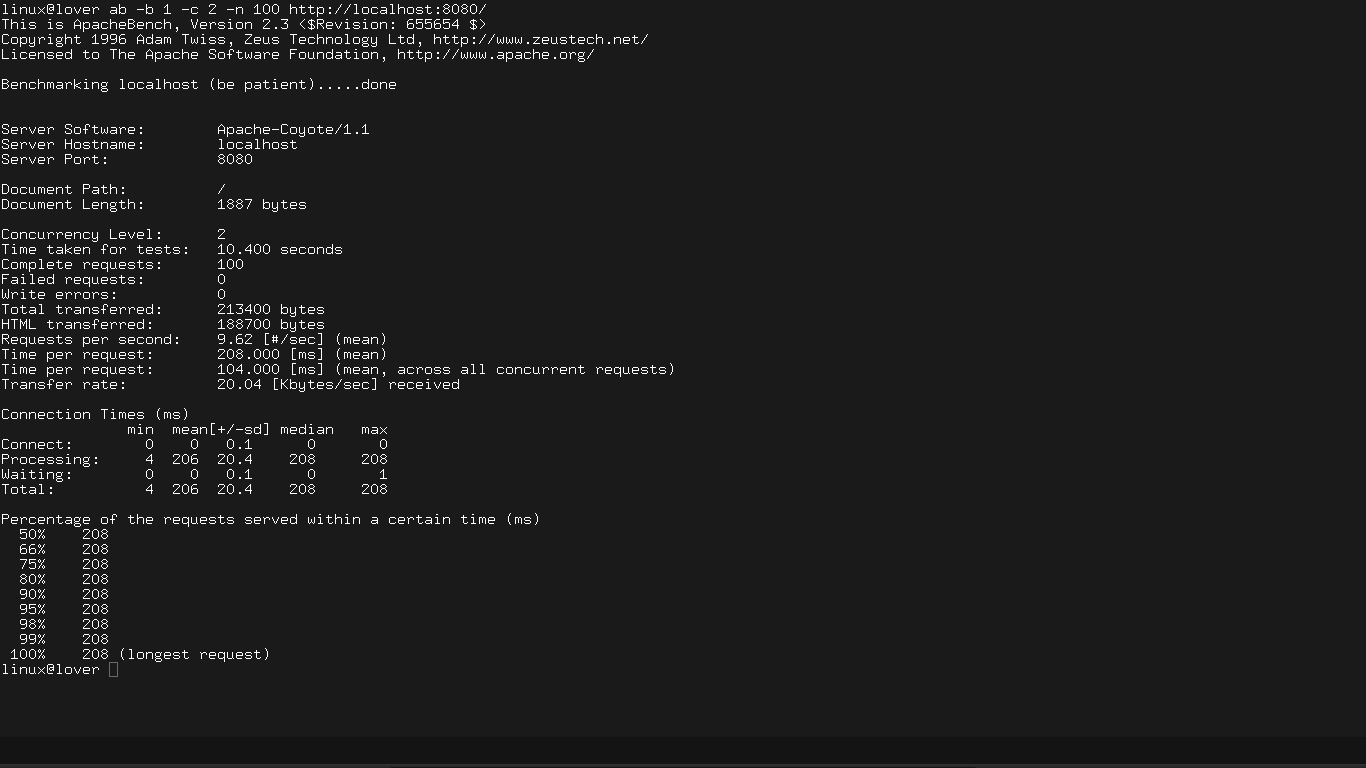 linux@lover ab -b 1 -c 2 -n 100 http://localhost:8080/
This is ApacheBench, Version 2.3 <$Revision: 655654 $>
Copyright 1996 Adam Twiss, Zeus Technology Ltd, http://www.zeustech.net/
Licensed to The Apache Software Foundation, http://www.apache.org/

Benchmarking localhost (be patient).....done


Server Software:        Apache-Coyote/1.1
Server Hostname:        localhost
Server Port:            8080

Document Path:          /
Document Length:        1887 bytes

Concurrency Level:      2
Time taken for tests:   10.400 seconds
Complete requests:      100
Failed requests:        0
Write errors:           0
Total transferred:      213400 bytes
HTML transferred:       188700 bytes
Requests per second:    9.62 [#/sec] (mean)
Time per request:       208.000 [ms] (mean)
Time per request:       104.000 [ms] (mean, across all concurrent requests)
Transfer rate:          20.04 [Kbytes/sec] received

Connection Times (ms)
              min  mean[+/-sd] median   max
Connect:        0    0   0.1      0       0
Processing:     4  206  20.4    208     208
Waiting:        0    0   0.1      0       1
Total:          4  206  20.4    208     208

Percentage of the requests served within a certain time (ms)
  50%    208
  66%    208
  75%    208
  80%    208
  90%    208
  95%    208
  98%    208
  99%    208
 100%    208 (longest request)
linux@lover